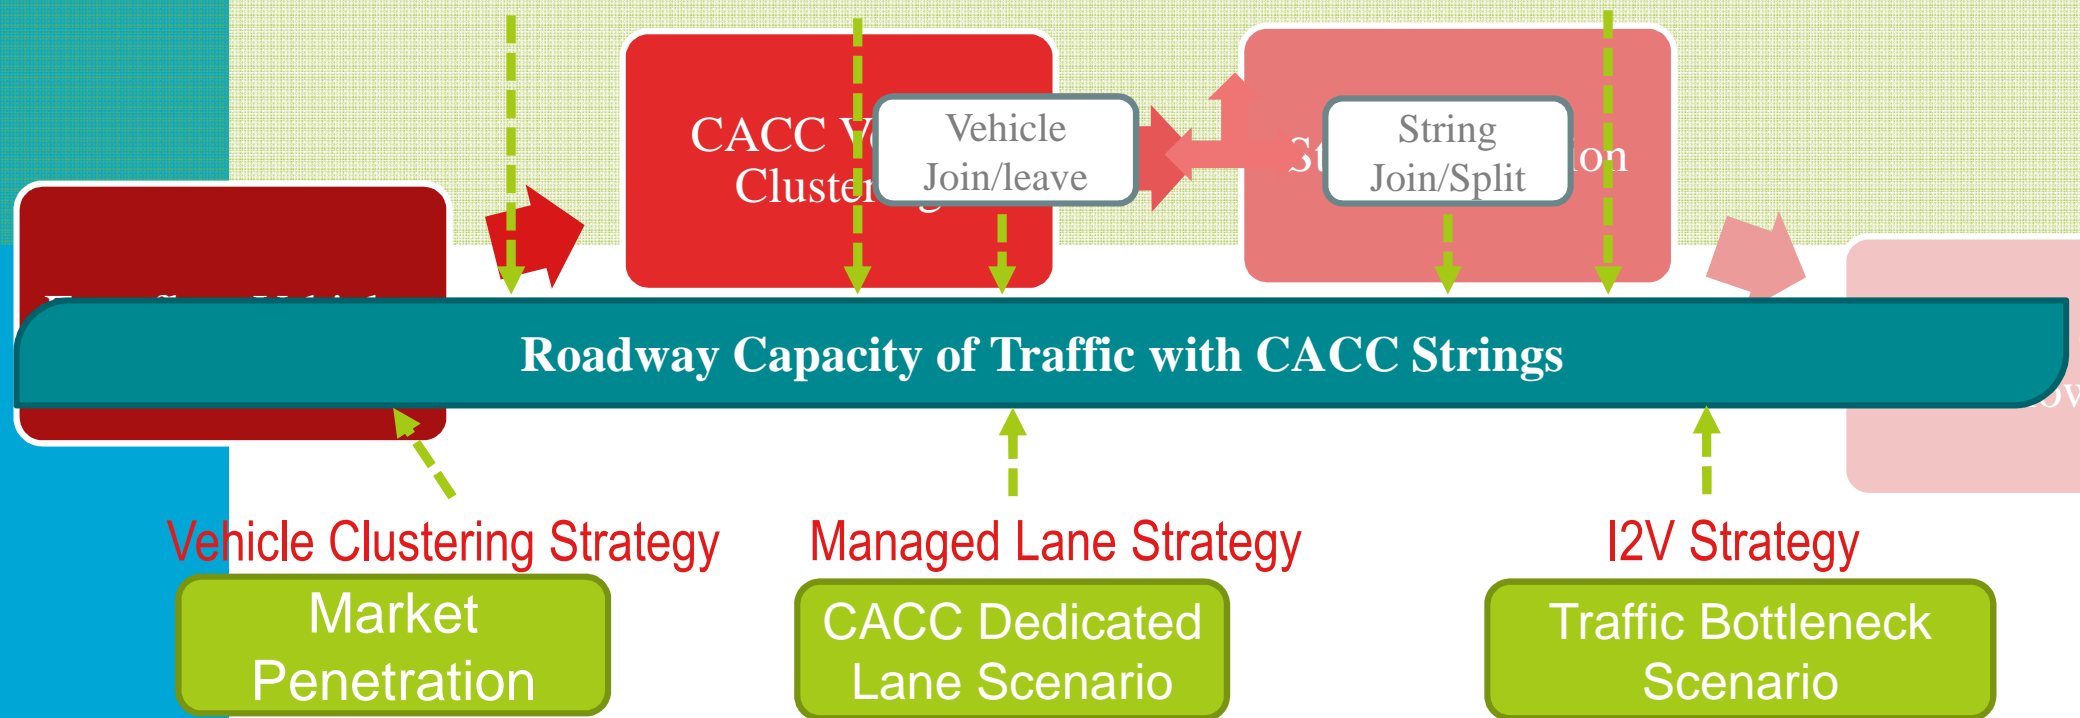 CACC
Vehicle
Join/leave
String
Join/Split
Roadway Capacity of Traffic with CACC Strings
Vehicle Clustering Strategy
Managed Lane Strategy
I2V Strategy
Market
Penetration
CACC Dedicated
Lane Scenario
Traffic Bottleneck
Scenario